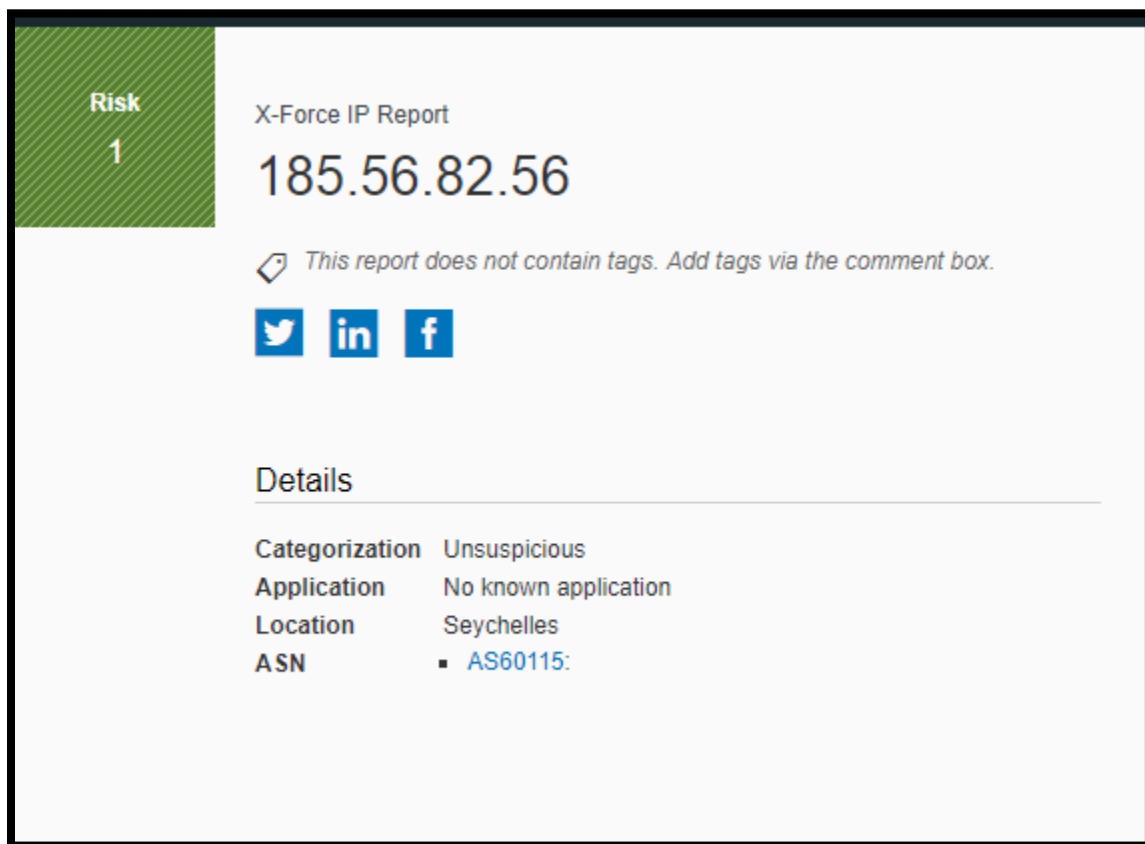 Risk
1
X-Force IP Report
185.56.82.56
This report does not contain tags. Add tags via the comment box.
in f
Details
Categorization Unsuspicious
Application No known application
Location Seychelles
ASN ▪ AS60115: